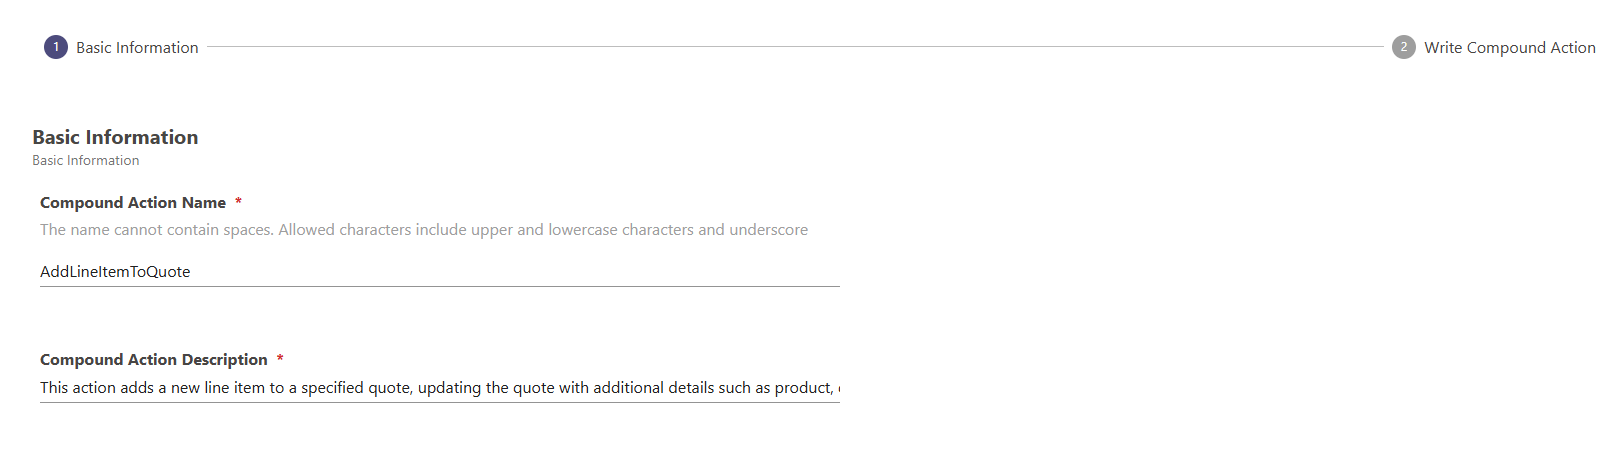 1 Basic Information
2 Write Compound Action
Basic Information
Basic Information
Compound Action Name *
The name cannot contain spaces. Allowed characters include upper and lowercase characters and underscore
AddLineItemToQuote
Compound Action Description *
This action adds a new line item to a specified quote, updating the quote with additional details such as product,